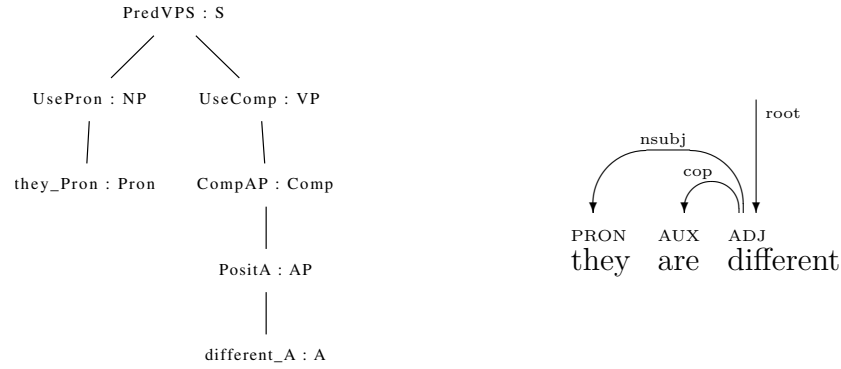 PredVPS : S
UsePron : NP UseComp : VP
they_Pron : Pron CompAP : Comp
PositA : AP
different_A : A
root
nsubj
cop
PRON AUX ADJ
they are different